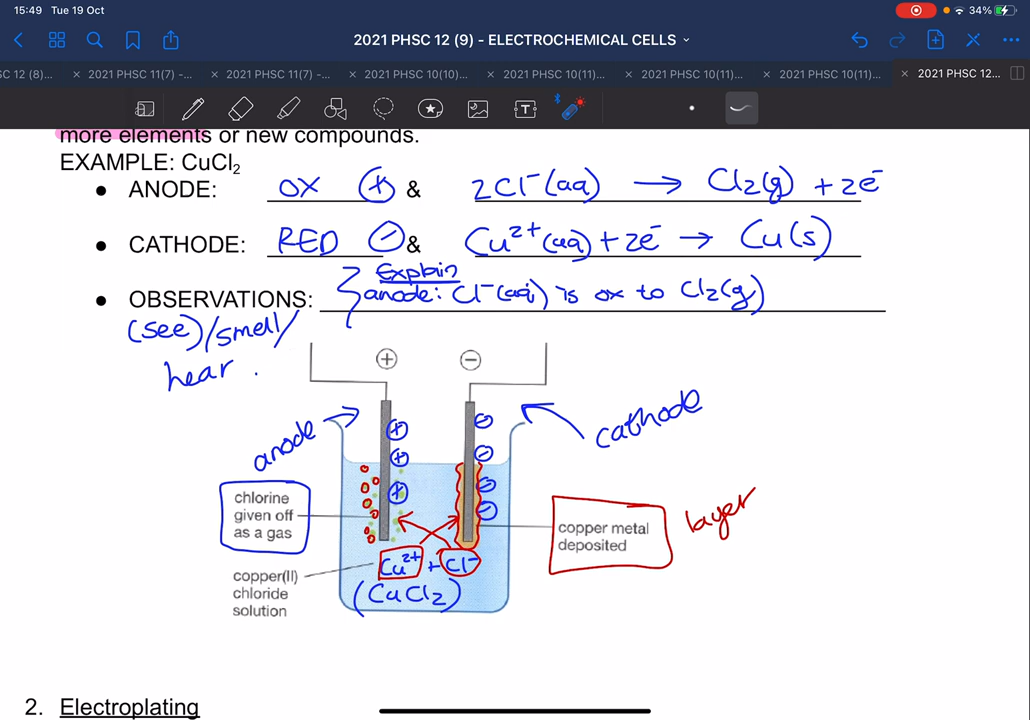 15:49 Tue 19 Oct 34%
2021 PHSC 12 (9) - ELECTROCHEMICAL CELLS
SC 12 (8)... × 2021 PHSC 11(7) -... × 2021 PHSC 11(7) -... × 2021 PHSC 10(10)... × 2021 PHSC 10(11)... × 2021 PHSC 10(11)... × 2021 PHSC 10(11)... × 2021 PHSC 12...
more elements or new compounds.
EXAMPLE: CuCl₂
• ANODE: OX (+) & 2Cl⁻(aq) → Cl₂(g) + 2e⁻
• CATHODE: RED (−) & Cu²⁺(aq) + 2e⁻ → Cu(s)
Explain
• OBSERVATIONS: anode: Cl⁻(aq) is ox to Cl₂(g)
(see)/smell/
hear .
+ −
anode
cathode
+ −
+ −
+ −
−
chlorine
given off
as a gas
copper metal
deposited
layer
Cu²⁺ + Cl⁻
(CuCl₂)
copper(II)
chloride
solution
2. Electroplating